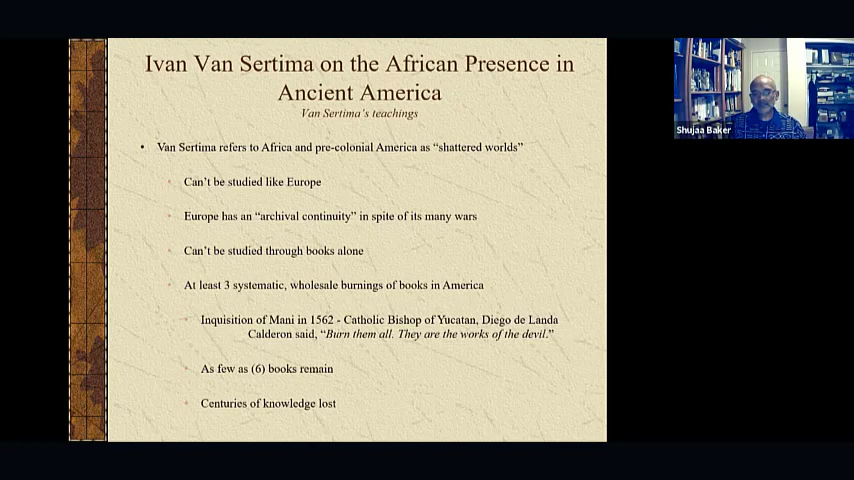 Ivan Van Sertima on the African Presence in
Ancient America
Van Sertima's teachings
• Van Sertima refers to Africa and pre-colonial America as “shattered worlds”
Can't be studied like Europe
Europe has an “archival continuity” in spite of its many wars
Can't be studied through books alone
At least 3 systematic, wholesale burnings of books in America
Inquisition of Mani in 1562 - Catholic Bishop of Yucatan, Diego de Landa
Calderon said, “Burn them all. They are the works of the devil.”
As few as (6) books remain
Centuries of knowledge lost
Shujaa Baker